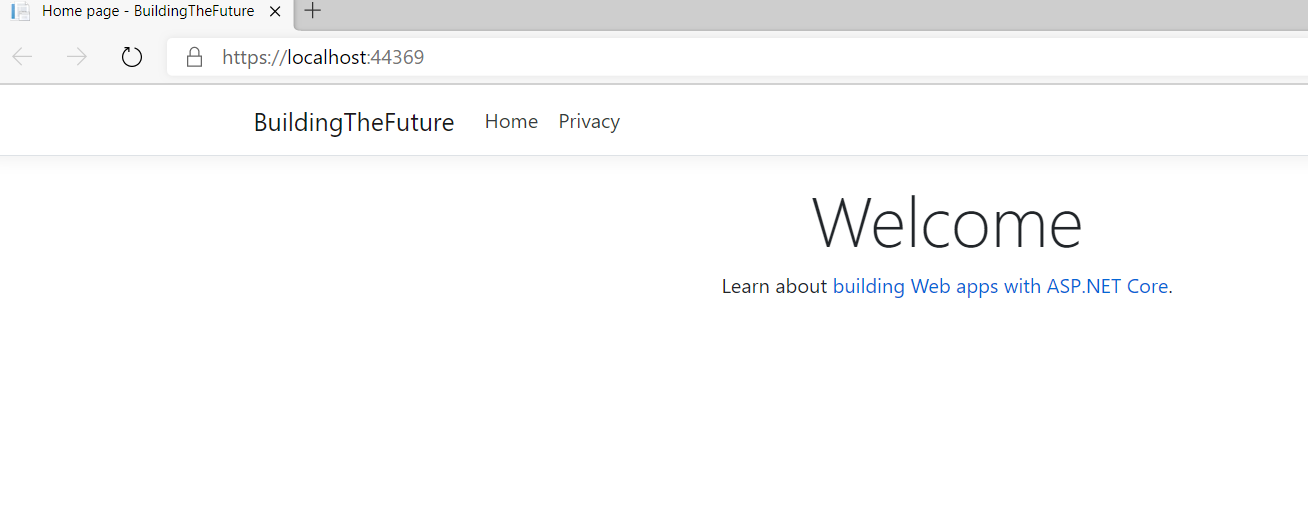 Home page - BuildingTheFuture
https://localhost:44369
BuildingTheFuture Home Privacy
Welcome
Learn about building Web apps with ASP.NET Core.